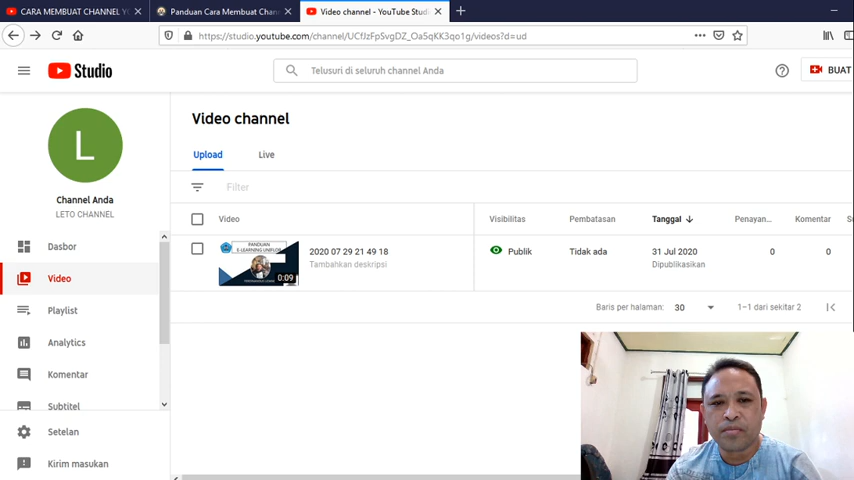 CARA MEMBUAT CHANNEL Y
Panduan Cara Membuat Chan
Video channel - YouTube Studi
https://studio.youtube.com/channel/UCfJzFpSvgDZ_OaSqKK3qo1g/videos?d=ud
Studio
Telusuri di seluruh channel Anda
BUAT
L
Channel Anda
LETO CHANNEL
Dasbor
Video
Playlist
Analytics
Komentar
Subtitel
Setelan
Kirim masukan
Video channel
Upload
Live
Filter
Video
Visibilitas
Pembatasan
Tanggal
Penayan...
Komentar
PANDUAN
E-LEARNING UNIFLOR
0:09
2020 07 29 21 49 18
Tambahkan deskripsi
Publik
Tidak ada
31 Jul 2020
Dipublikasikan
0
0
Baris per halaman:
30
1–1 dari sekitar 2